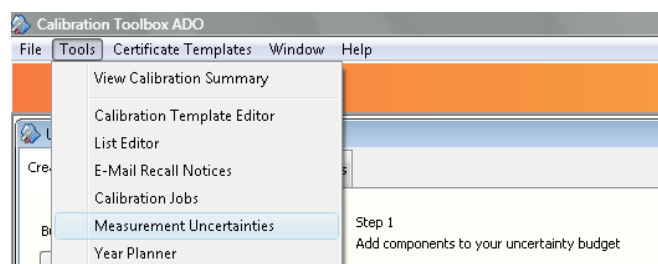 Calibration Toolbox ADO
File Tools Certificate Templates Window Help
View Calibration Summary
Calibration Template Editor
List Editor
E-Mail Recall Notices
Calibration Jobs
Measurement Uncertainties
Year Planner
Step 1
Add components to your uncertainty budget